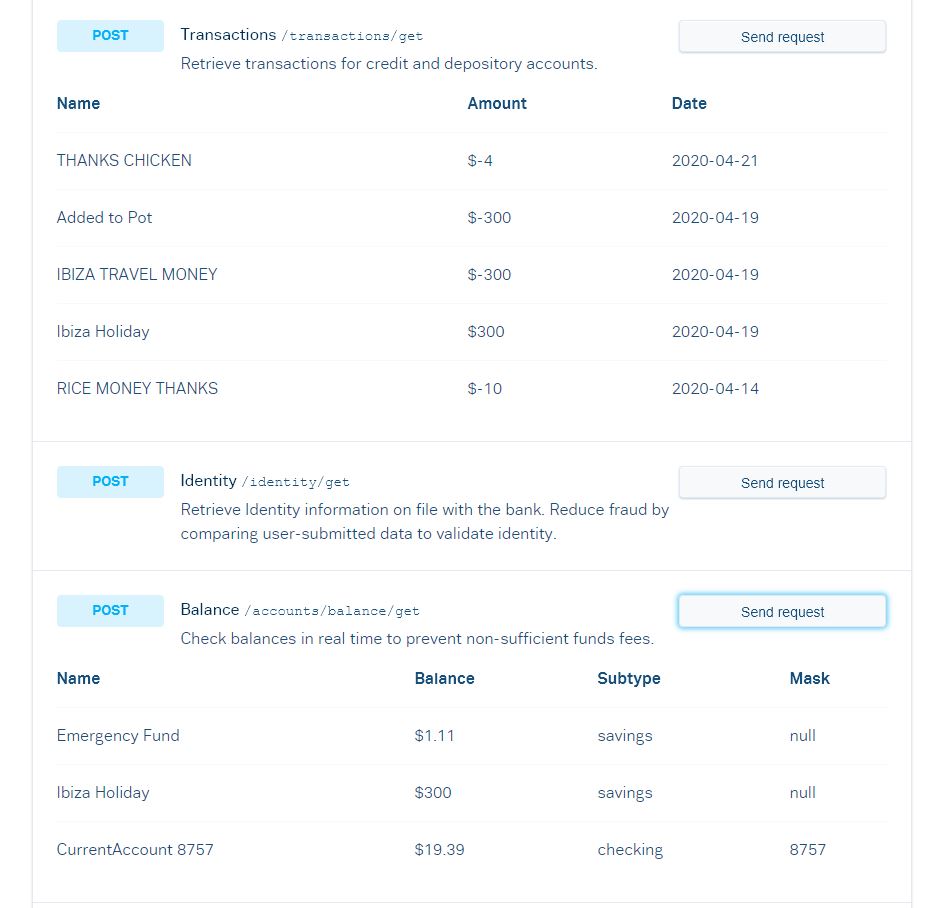 POST Transactions /transactions/get Send request
Retrieve transactions for credit and depository accounts.
Name Amount Date
THANKS CHICKEN $-4 2020-04-21
Added to Pot $-300 2020-04-19
IBIZA TRAVEL MONEY $-300 2020-04-19
Ibiza Holiday $300 2020-04-19
RICE MONEY THANKS $-10 2020-04-14
POST Identity /identity/get Send request
Retrieve Identity information on file with the bank. Reduce fraud by
comparing user-submitted data to validate identity.
POST Balance /accounts/balance/get Send request
Check balances in real time to prevent non-sufficient funds fees.
Name Balance Subtype Mask
Emergency Fund $1.11 savings null
Ibiza Holiday $300 savings null
CurrentAccount 8757 $19.39 checking 8757